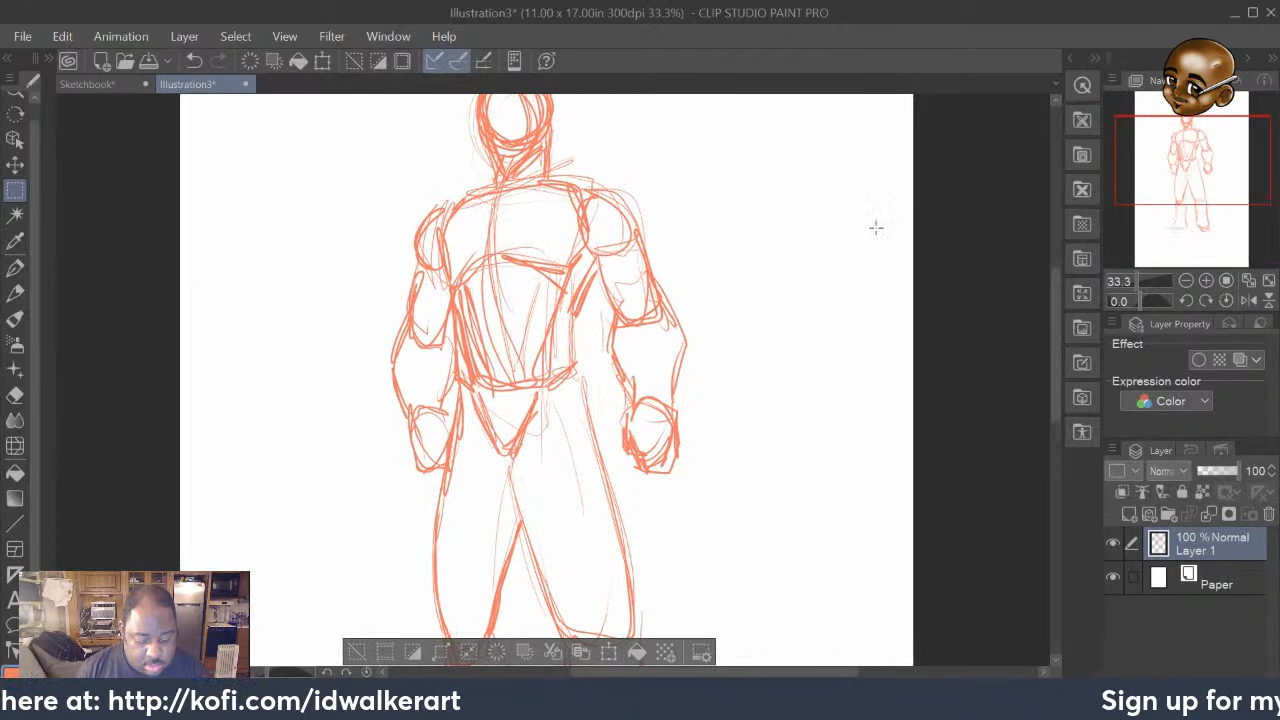 Illustration3* (11.00 x 17.00in 300dpi 33.3%) - CLIP STUDIO PAINT PRO
File Edit Animation Layer Select View Filter Window Help
Sketchbook* Illustration3*
33.3
0.0
Layer Property
Effect
Expression color
Color
Layer
100
100 % Normal
Layer 1
Paper
here at: http://kofi.com/idwalkerart Sign up for my